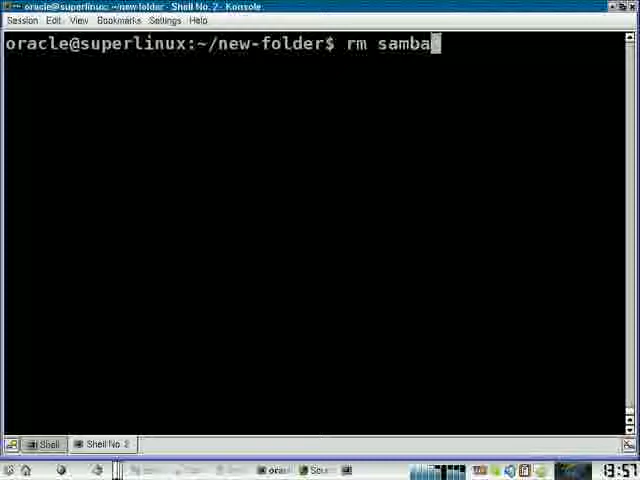 oracle@superlinux: ~/new-folder - Shell No. 2 - Konsole
Session Edit View Bookmarks Settings Help
oracle@superlinux:~/new-folder$ rm samba
Shell Shell No. 2
13:57